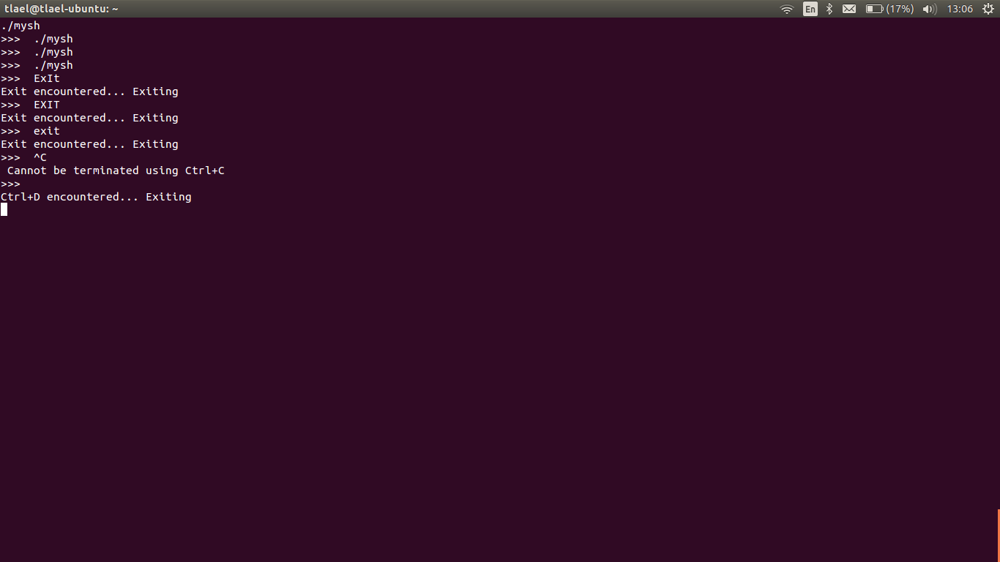 tlael@tlael-ubuntu: ~ En (17%) 13:06
./mysh
>>>  ./mysh
>>>  ./mysh
>>>  ./mysh
>>>  ExIt
Exit encountered... Exiting
>>>  EXIT
Exit encountered... Exiting
>>>  exit
Exit encountered... Exiting
>>>  ^C
 Cannot be terminated using Ctrl+C
>>>
Ctrl+D encountered... Exiting